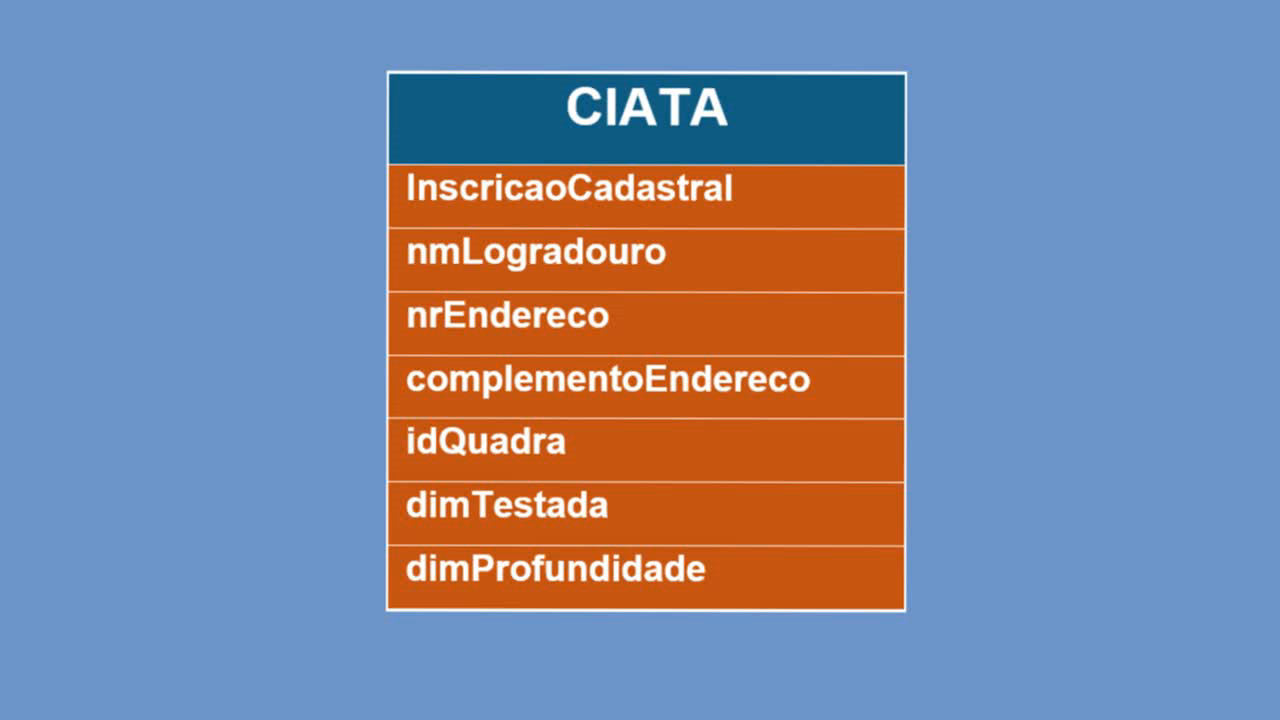 CIATA
InscricaoCadastral
nmLogradouro
nrEndereco
complementoEndereco
idQuadra
dimTestada
dimProfundidade